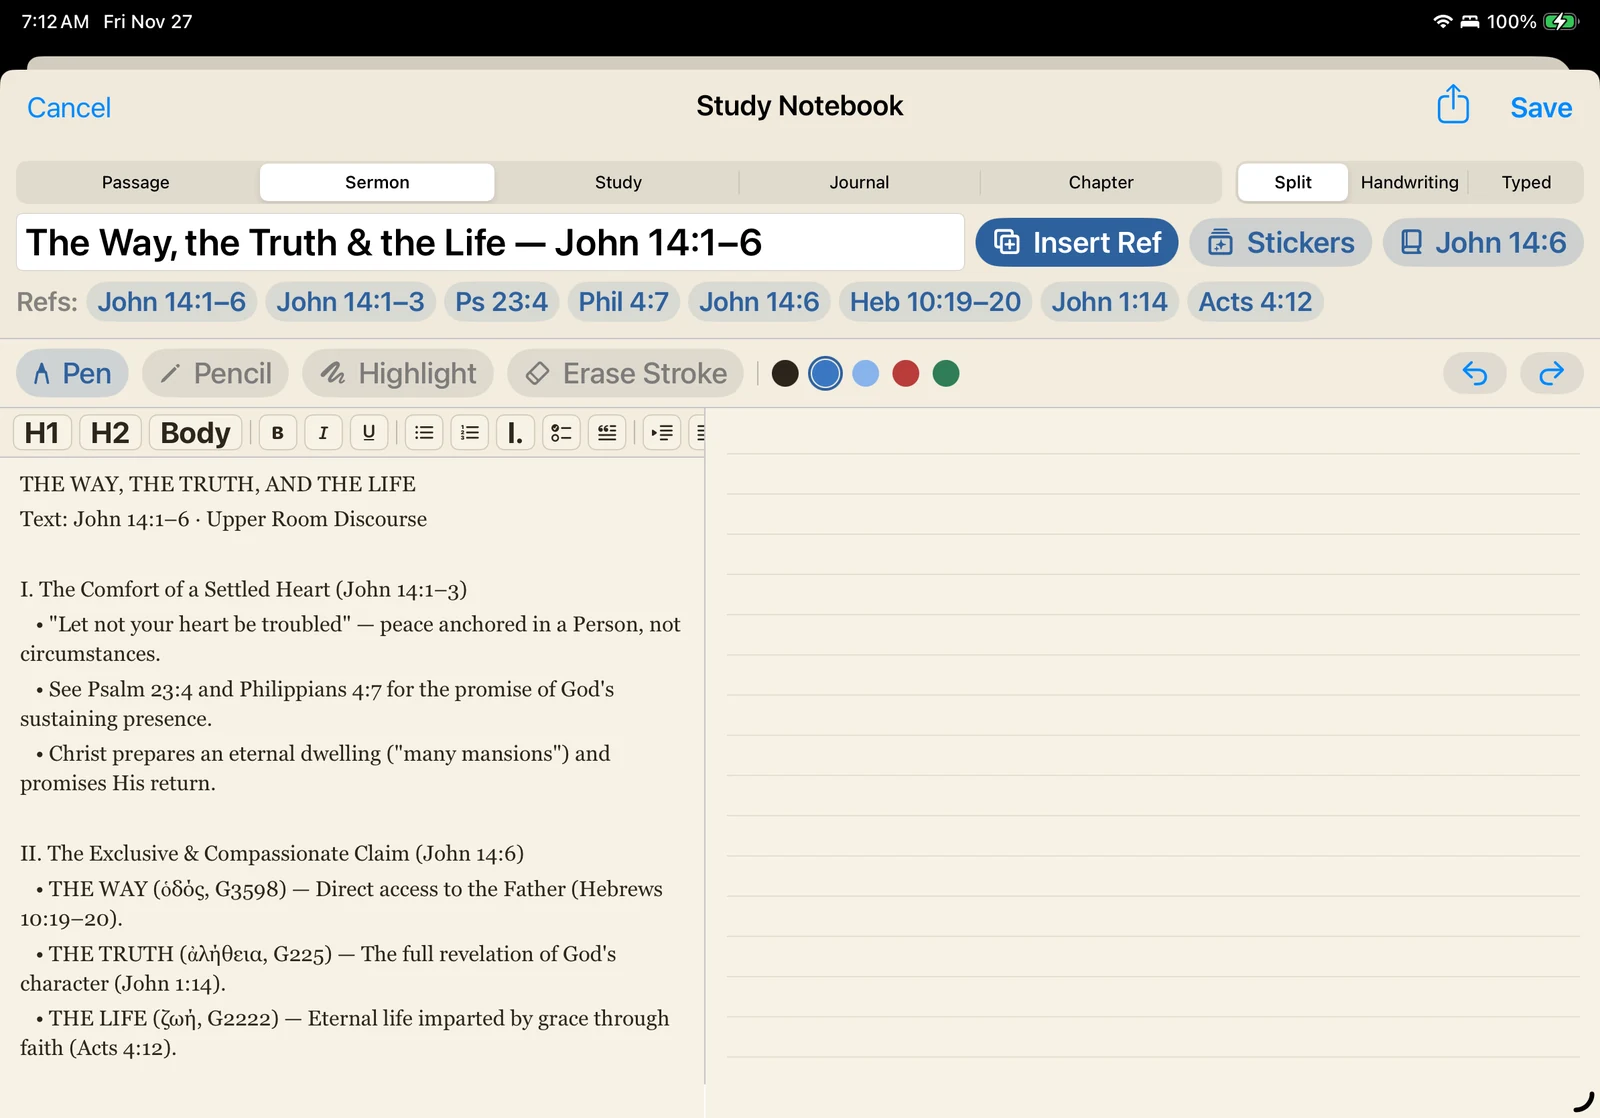 7:12 AM Fri Nov 27
100%
Cancel
Study Notebook
Save
Passage
Sermon
Study
Journal
Chapter
Split
Handwriting
Typed
The Way, the Truth & the Life — John 14:1–6
Insert Ref
Stickers
John 14:6
Refs: John 14:1–6 John 14:1–3 Ps 23:4 Phil 4:7 John 14:6 Heb 10:19–20 John 1:14 Acts 4:12
Pen
Pencil
Highlight
Erase Stroke
H1 H2 Body B I U I.
THE WAY, THE TRUTH, AND THE LIFE
Text: John 14:1–6 · Upper Room Discourse
I. The Comfort of a Settled Heart (John 14:1–3)
• "Let not your heart be troubled" — peace anchored in a Person, not
circumstances.
• See Psalm 23:4 and Philippians 4:7 for the promise of God's
sustaining presence.
• Christ prepares an eternal dwelling ("many mansions") and
promises His return.
II. The Exclusive & Compassionate Claim (John 14:6)
• THE WAY (ὁδός, G3598) — Direct access to the Father (Hebrews
10:19–20).
• THE TRUTH (ἀλήθεια, G225) — The full revelation of God's
character (John 1:14).
• THE LIFE (ζωή, G2222) — Eternal life imparted by grace through
faith (Acts 4:12).